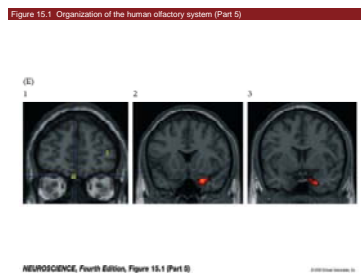 Figure 15.1 Organization of the human olfactory system (Part 5)
(E)
1 2 3
NEUROSCIENCE, Fourth Edition, Figure 15.1 (Part 5)